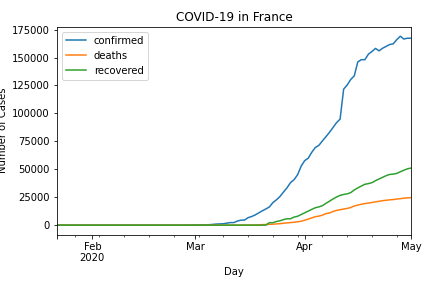 COVID-19 in France
confirmed
deaths
recovered
175000
150000
125000
100000
75000
50000
25000
0
Number of Cases
Feb
2020
Mar
Apr
May
Day